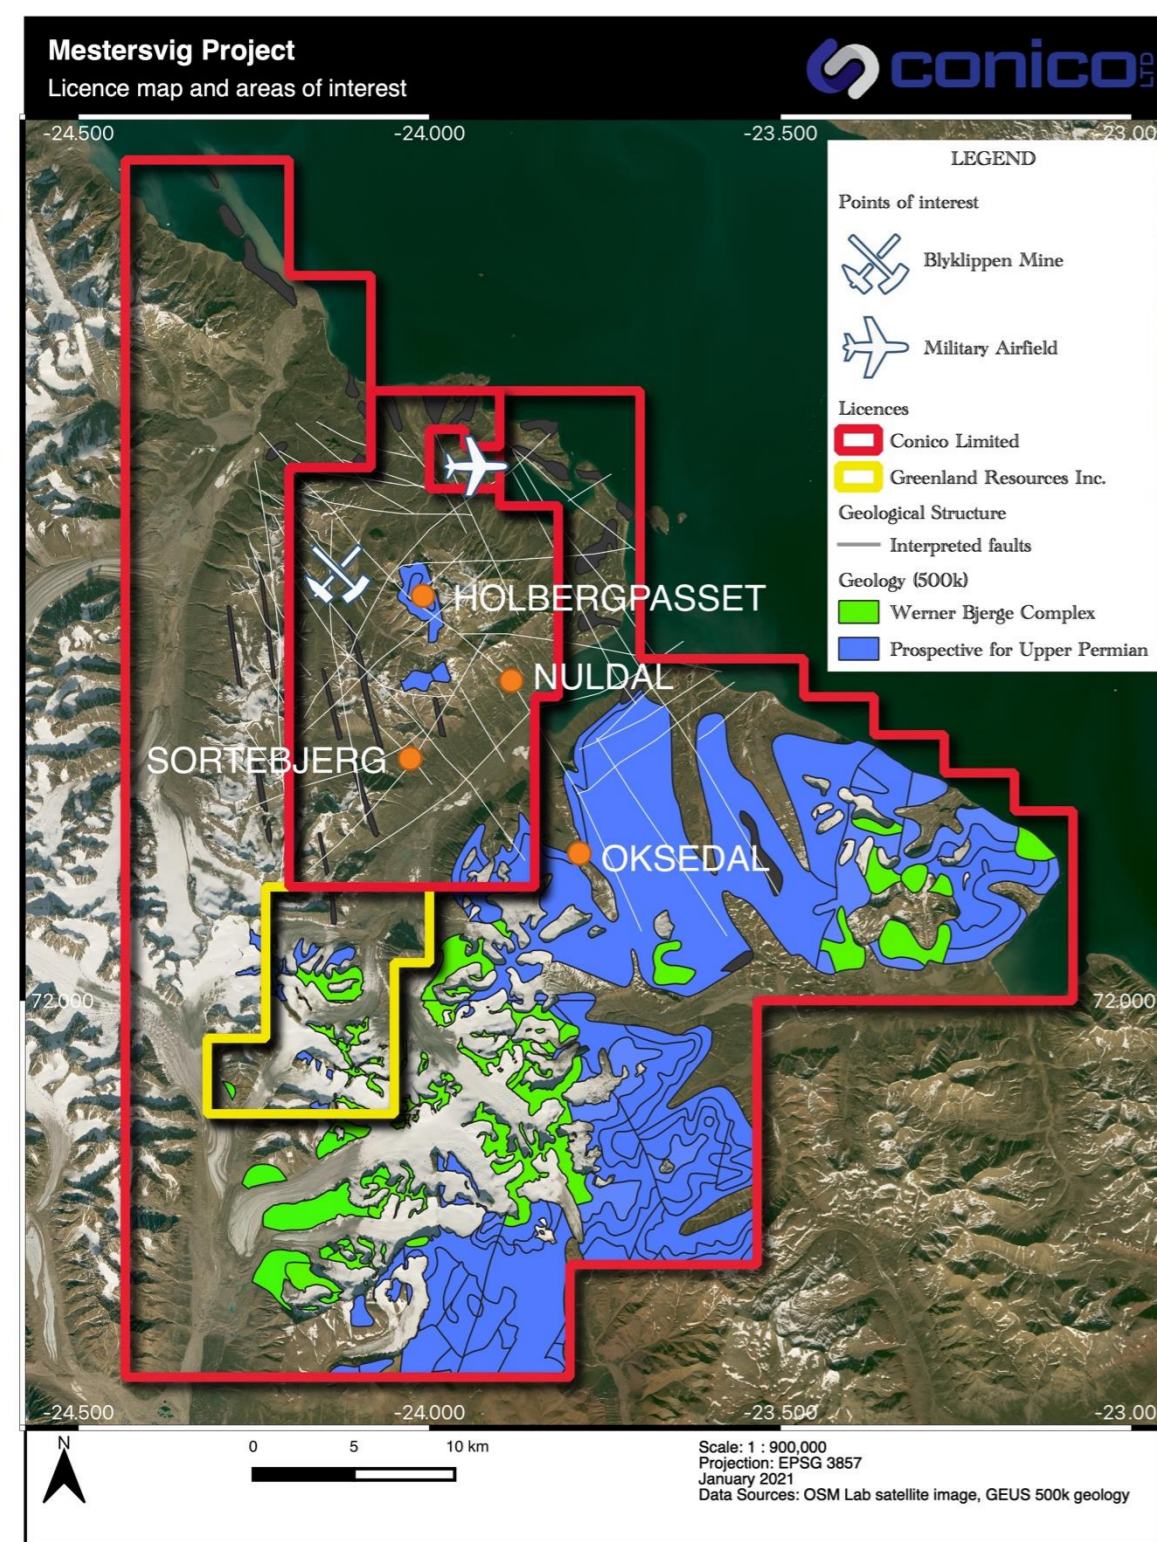 Mestersvig Project
Licence map and areas of interest
conico LTD
-24.500
-24.000
-23.500
-23.00
LEGEND
Points of interest
Blyklippen Mine
Military Airfield
Licences
Conico Limited
Greenland Resources Inc.
Geological Structure
Interpreted faults
Geology (500k)
Werner Bjerge Complex
Prospective for Upper Permian
HOLBERGPASSET
NULDAL
SORTEBJERG
OKSEDAL
72.000
72.000
-24.500
-24.000
-23.500
-23.00
N
0
5
10 km
Scale: 1 : 900,000
Projection: EPSG 3857
January 2021
Data Sources: OSM Lab satellite image, GEUS 500k geology